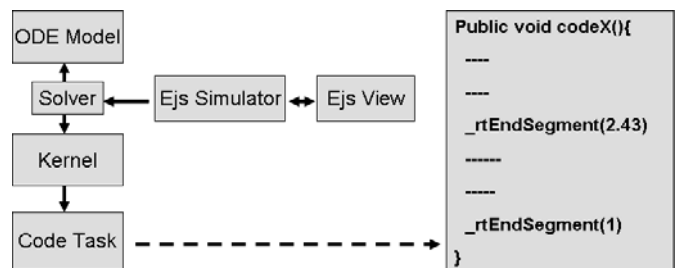 ODE Model
Solver
Ejs Simulator
Ejs View
Kernel
Code Task
Public void codeX(){
----
----
_rtEndSegment(2.43)
------
-----
_rtEndSegment(1)
}